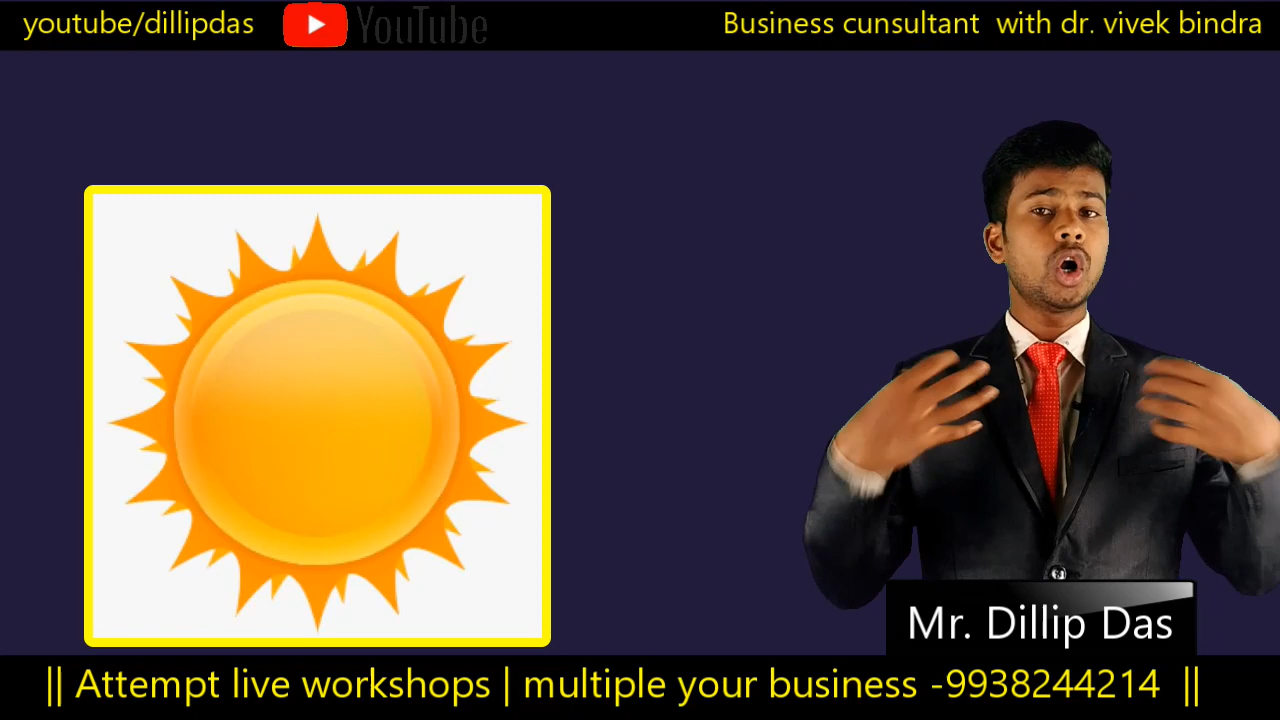 youtube/dillipdas
YouTube
Business cunsultant with dr. vivek bindra
Mr. Dillip Das
|| Attempt live workshops | multiple your business -9938244214 ||